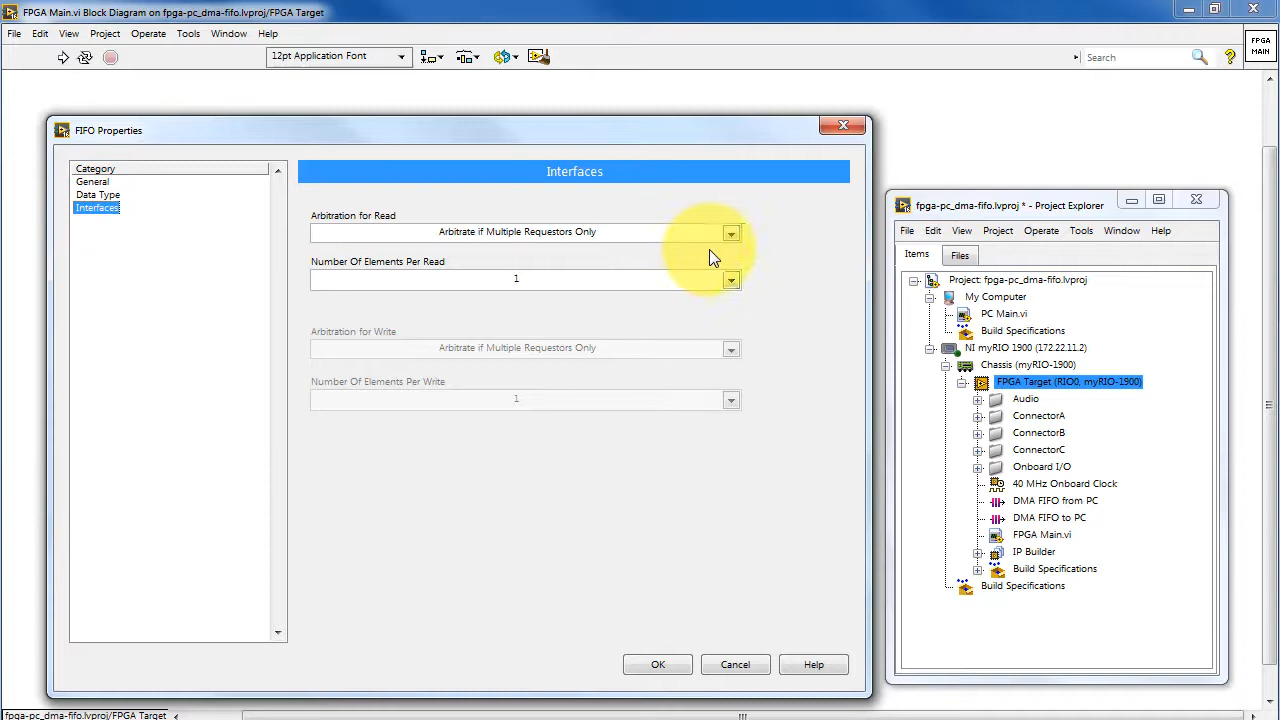 FPGA Main.vi Block Diagram on fpga-pc_dma-fifo.lvproj/FPGA Target
File Edit View Project Operate Tools Window Help
12pt Application Font
Search
?
FPGA
MAIN
FIFO Properties
Category
General
Data Type
Interfaces
Interfaces
Arbitration for Read
Arbitrate if Multiple Requestors Only
Number Of Elements Per Read
1
Arbitration for Write
Arbitrate if Multiple Requestors Only
Number Of Elements Per Write
1
OK
Cancel
Help
fpga-pc_dma-fifo.lvproj * - Project Explorer
File Edit View Project Operate Tools Window Help
Items
Files
Project: fpga-pc_dma-fifo.lvproj
My Computer
PC Main.vi
Build Specifications
NI myRIO 1900 (172.22.11.2)
Chassis (myRIO-1900)
FPGA Target (RIO0, myRIO-1900)
Audio
ConnectorA
ConnectorB
ConnectorC
Onboard I/O
40 MHz Onboard Clock
DMA FIFO from PC
DMA FIFO to PC
FPGA Main.vi
IP Builder
Build Specifications
Build Specifications
fpga-pc_dma-fifo.lvproj/FPGA Target